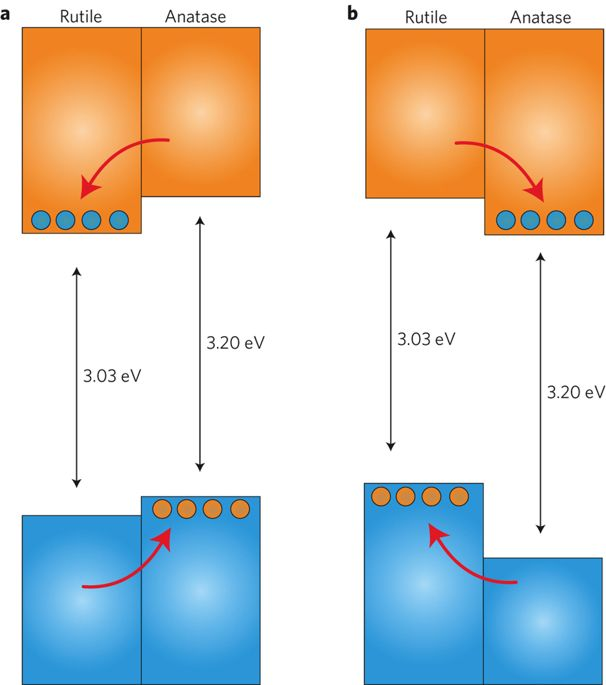 a
Rutile
Anatase
b
Rutile
Anatase
3.03 eV
3.20 eV
3.03 eV
3.20 eV